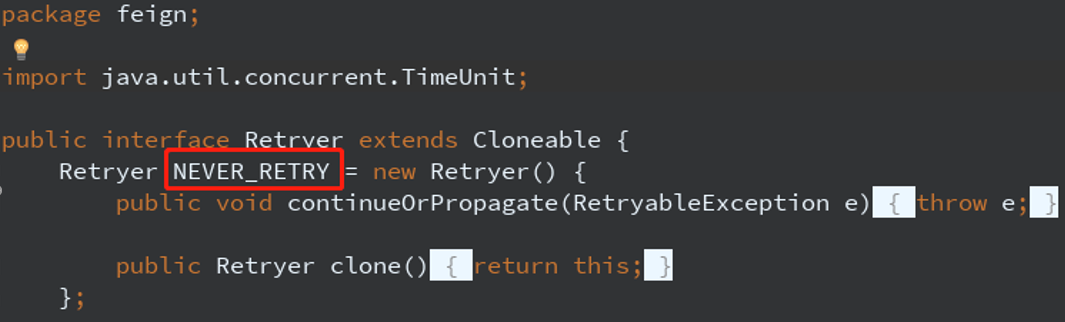 package feign;
import java.util.concurrent.TimeUnit;
public interface Retryer extends Cloneable {
Retryer NEVER_RETRY = new Retryer() {
public void continueOrPropagate(RetryableException e) { throw e; }
public Retryer clone() { return this; }
};